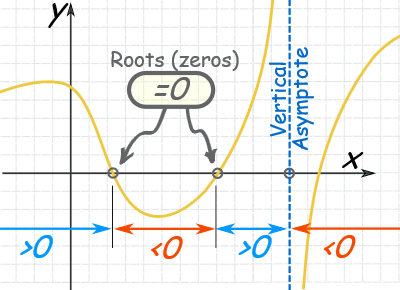 y
Roots (zeros)
=0
Vertical
Asymptote
x
>0 <0 >0 <0